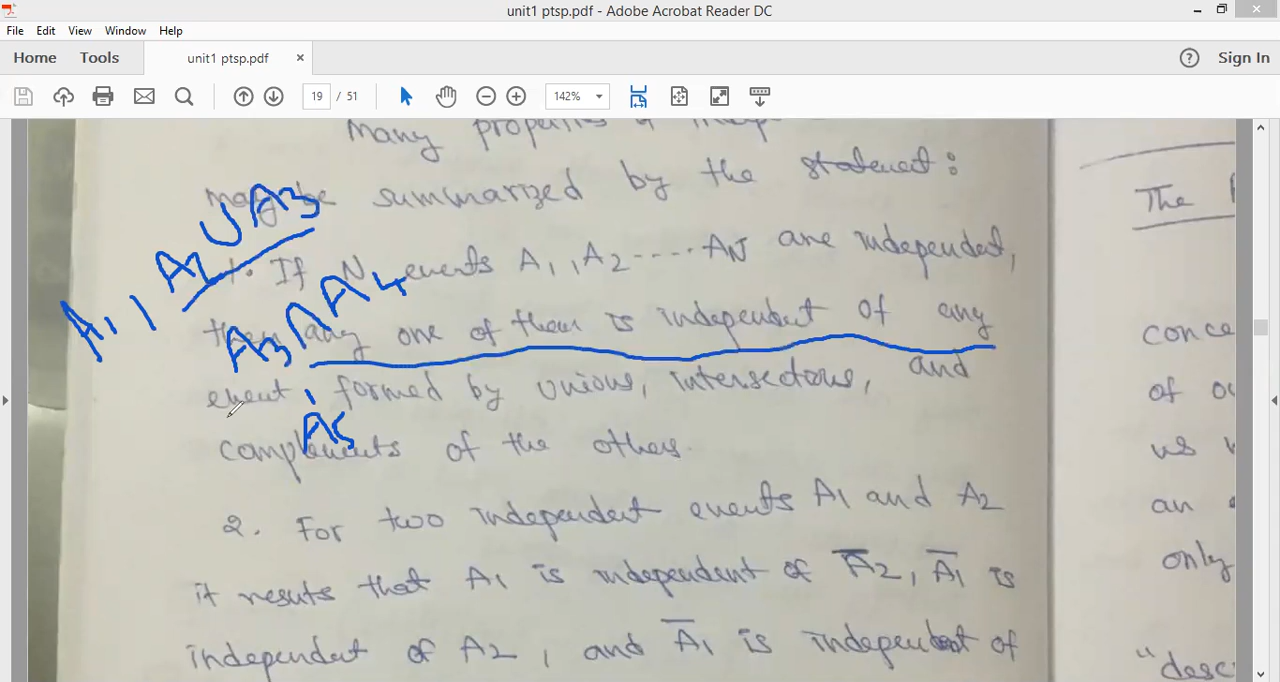 unit1 ptsp.pdf - Adobe Acrobat Reader DC
File Edit View Window Help
Home Tools unit1 ptsp.pdf × Sign In
19 / 51 142%
Many properties of
may be summarized by the statement:
1. If N events A1, A2 ..... AN are independent,
then any one of them is independent of any
event formed by unions, intersections, and
complements of the others.
2. For two independent events A1 and A2
it results that A1 is independent of A̅2, A̅1 is
independent of A2, and A̅1 is independent of
A1, A2 ∪ A3
A3 ∩ A4
A5
The
conce
of
us
an
only
"desc